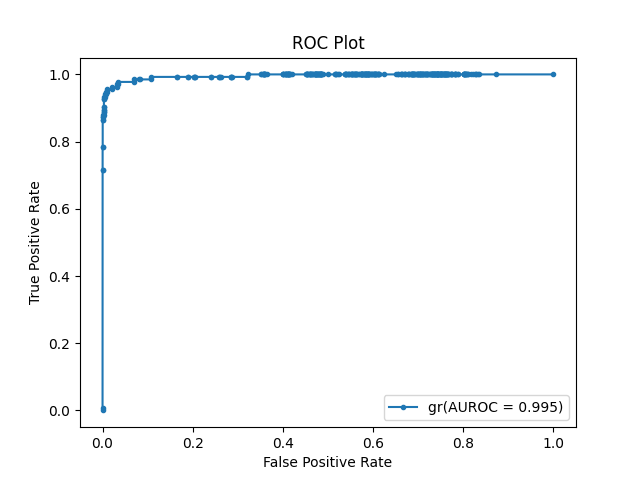 ROC Plot
True Positive Rate
1.0
0.8
0.6
0.4
0.2
0.0
gr(AUROC = 0.995)
0.0 0.2 0.4 0.6 0.8 1.0
False Positive Rate